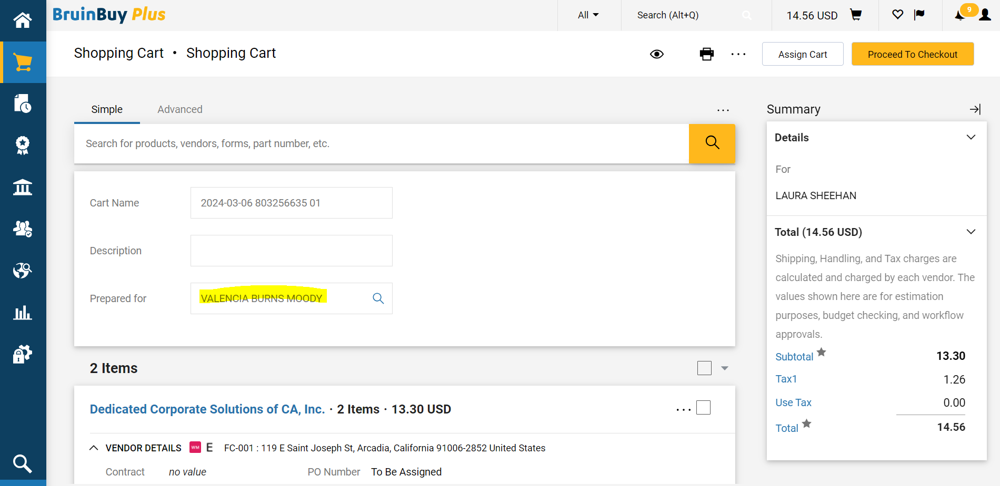 BruinBuy Plus
All
Search (Alt+Q)
14.56 USD
9
Shopping Cart • Shopping Cart
Assign Cart
Proceed To Checkout
Simple
Advanced
Search for products, vendors, forms, part number, etc.
Cart Name
2024-03-06 803256635 01
Description
Prepared for
VALENCIA BURNS MOODY
2 Items
Dedicated Corporate Solutions of CA, Inc. · 2 Items · 13.30 USD
VENDOR DETAILS WM E FC-001 : 119 E Saint Joseph St, Arcadia, California 91006-2852 United States
Contract no value PO Number To Be Assigned
Summary
Details
For
LAURA SHEEHAN
Total (14.56 USD)
Shipping, Handling, and Tax charges are
calculated and charged by each vendor. The
values shown here are for estimation
purposes, budget checking, and workflow
approvals.
Subtotal 13.30
Tax1 1.26
Use Tax 0.00
Total 14.56